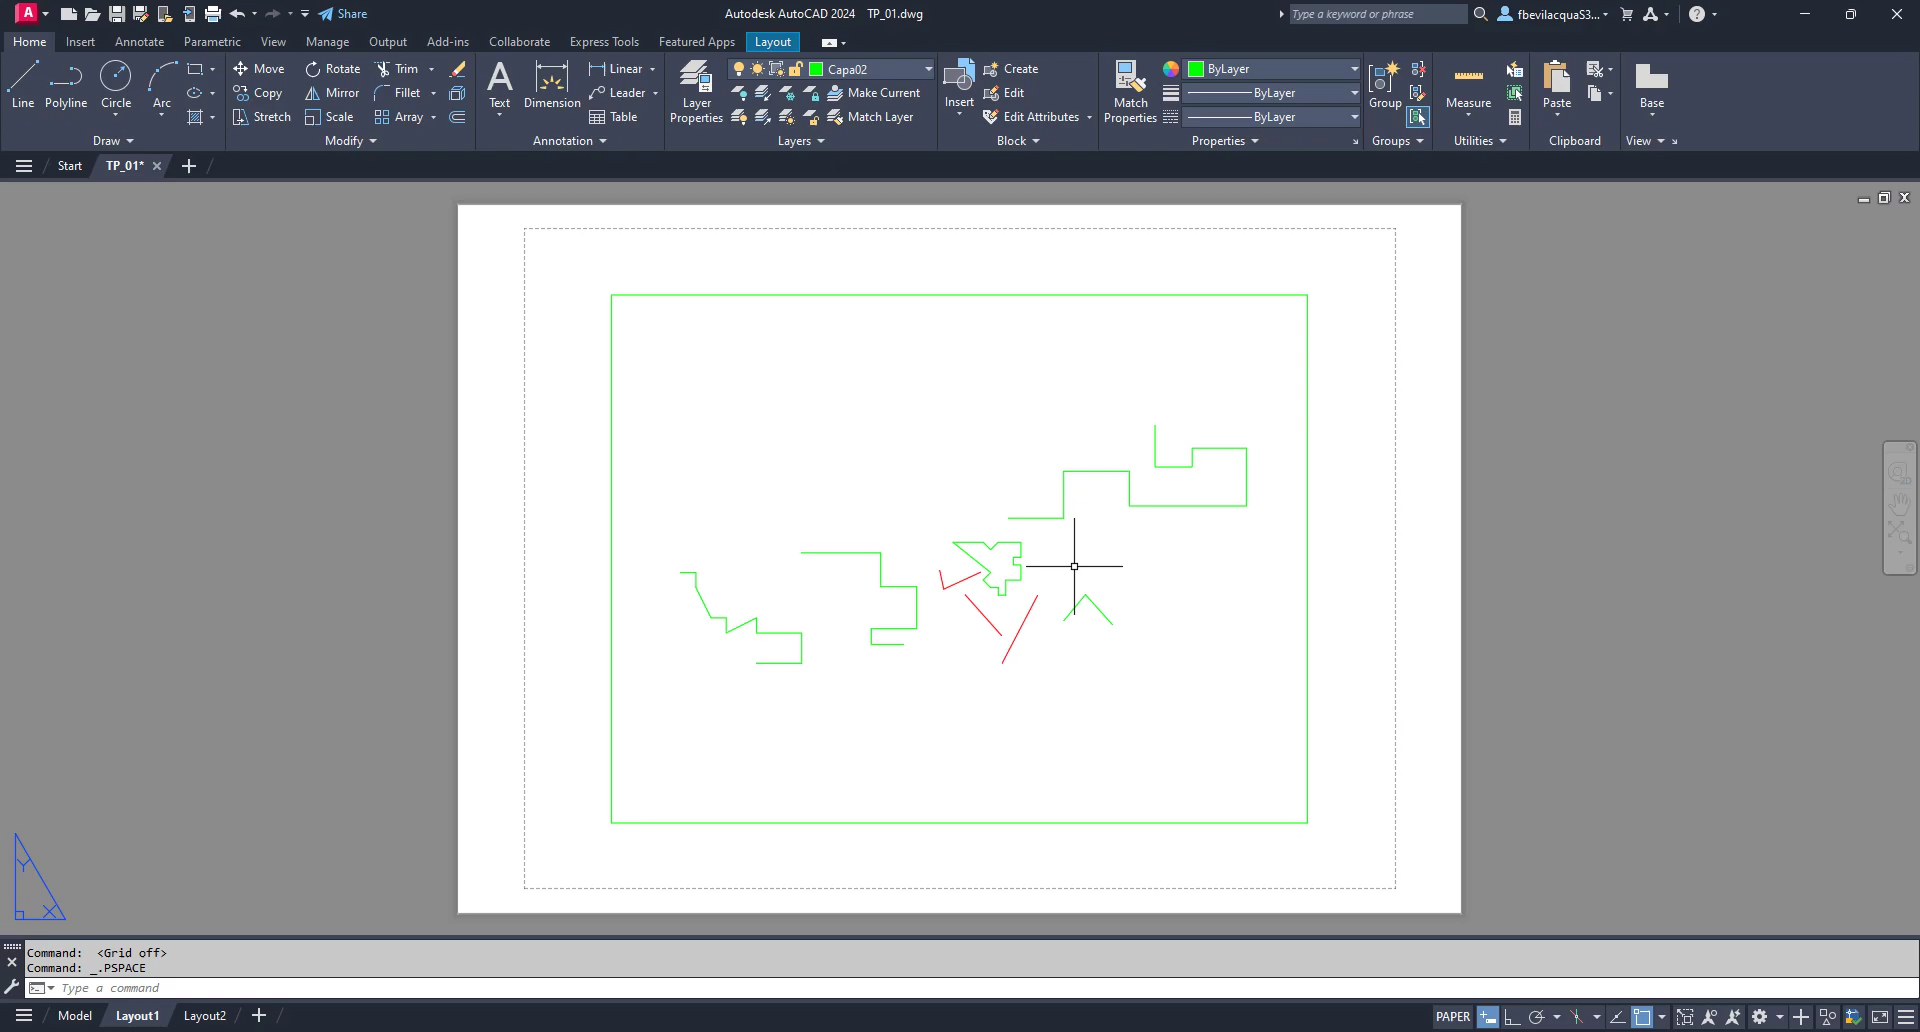 A Share Autodesk AutoCAD 2024 TP_01.dwg Type a keyword or phrase fbevilacquaS3...
Home Insert Annotate Parametric View Manage Output Add-ins Collaborate Express Tools Featured Apps Layout
Move Rotate Trim Linear Capa02 Create ByLayer
Line Polyline Circle Arc Copy Mirror Fillet Text Dimension Leader Layer Properties Make Current Insert Edit Match Properties ByLayer Group Measure Paste Base
Stretch Scale Array Table Match Layer Edit Attributes ByLayer
Draw Modify Annotation Layers Block Properties Groups Utilities Clipboard View
Start TP_01*
2D
Y
X
Command: <Grid off>
Command: _.PSPACE
Type a command
Model Layout1 Layout2 PAPER